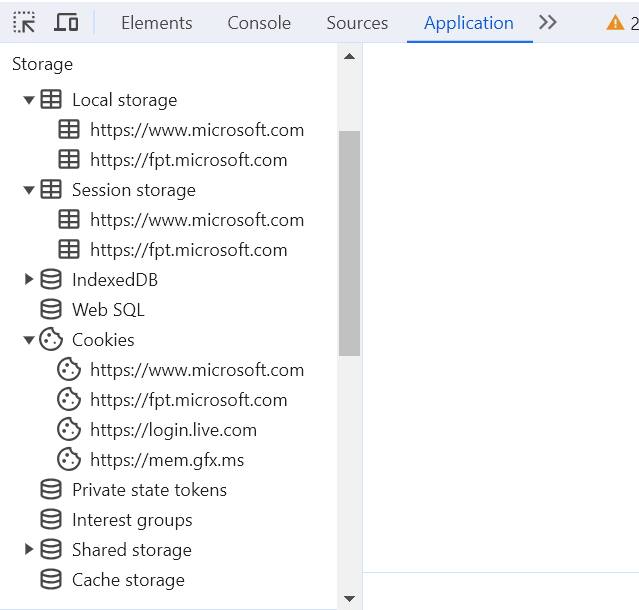 Elements Console Sources Application 2
Storage
Local storage
https://www.microsoft.com
https://fpt.microsoft.com
Session storage
https://www.microsoft.com
https://fpt.microsoft.com
IndexedDB
Web SQL
Cookies
https://www.microsoft.com
https://fpt.microsoft.com
https://login.live.com
https://mem.gfx.ms
Private state tokens
Interest groups
Shared storage
Cache storage